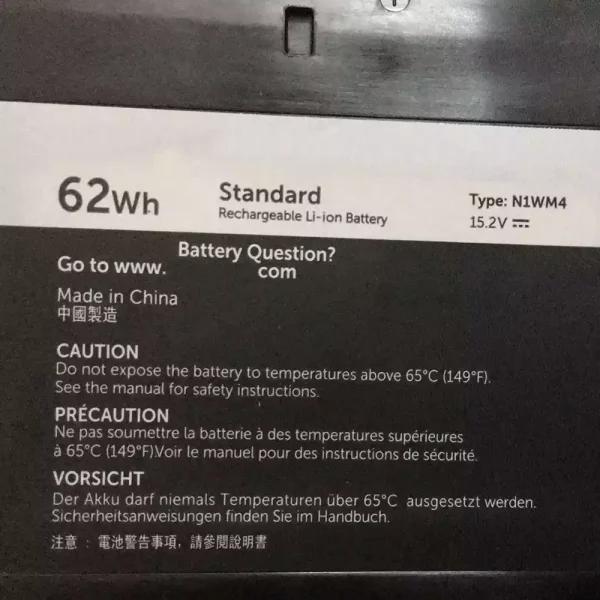 62Wh
Standard
Rechargeable Li-ion Battery
Type: N1WM4
15.2V ⎓
Battery Question?
Go to www. com
Made in China
中國製造
CAUTION
Do not expose the battery to temperatures above 65°C (149°F).
See the manual for safety instructions.
PRÉCAUTION
Ne pas soumettre la batterie à des temperatures supérieures
à 65°C (149°F)Voir le manuel pour des instructions de sécurité.
VORSICHT
Der Akku darf niemals Temperaturen über 65°C ausgesetzt werden.
Sicherheitsanweisungen finden Sie im Handbuch.
注意 : 電池警告事項, 請參閱說明書